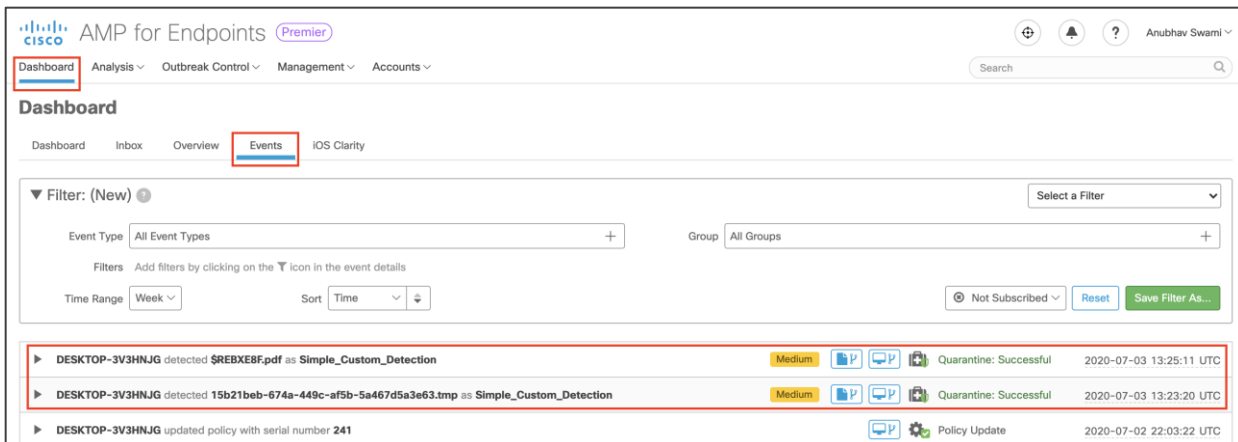 CISCO AMP for Endpoints Premier ? Anubhav Swami
Dashboard Analysis Outbreak Control Management Accounts Search
Dashboard
Dashboard Inbox Overview Events iOS Clarity
Filter: (New) ? Select a Filter
Event Type All Event Types + Group All Groups +
Filters Add filters by clicking on the icon in the event details
Time Range Week Sort Time Not Subscribed Reset Save Filter As...
DESKTOP-3V3HNJG detected $REBXE8F.pdf as Simple_Custom_Detection Medium Quarantine: Successful 2020-07-03 13:25:11 UTC
DESKTOP-3V3HNJG detected 15b21beb-674a-449c-af5b-5a467d5a3e63.tmp as Simple_Custom_Detection Medium Quarantine: Successful 2020-07-03 13:23:20 UTC
DESKTOP-3V3HNJG updated policy with serial number 241 Policy Update 2020-07-02 22:03:22 UTC